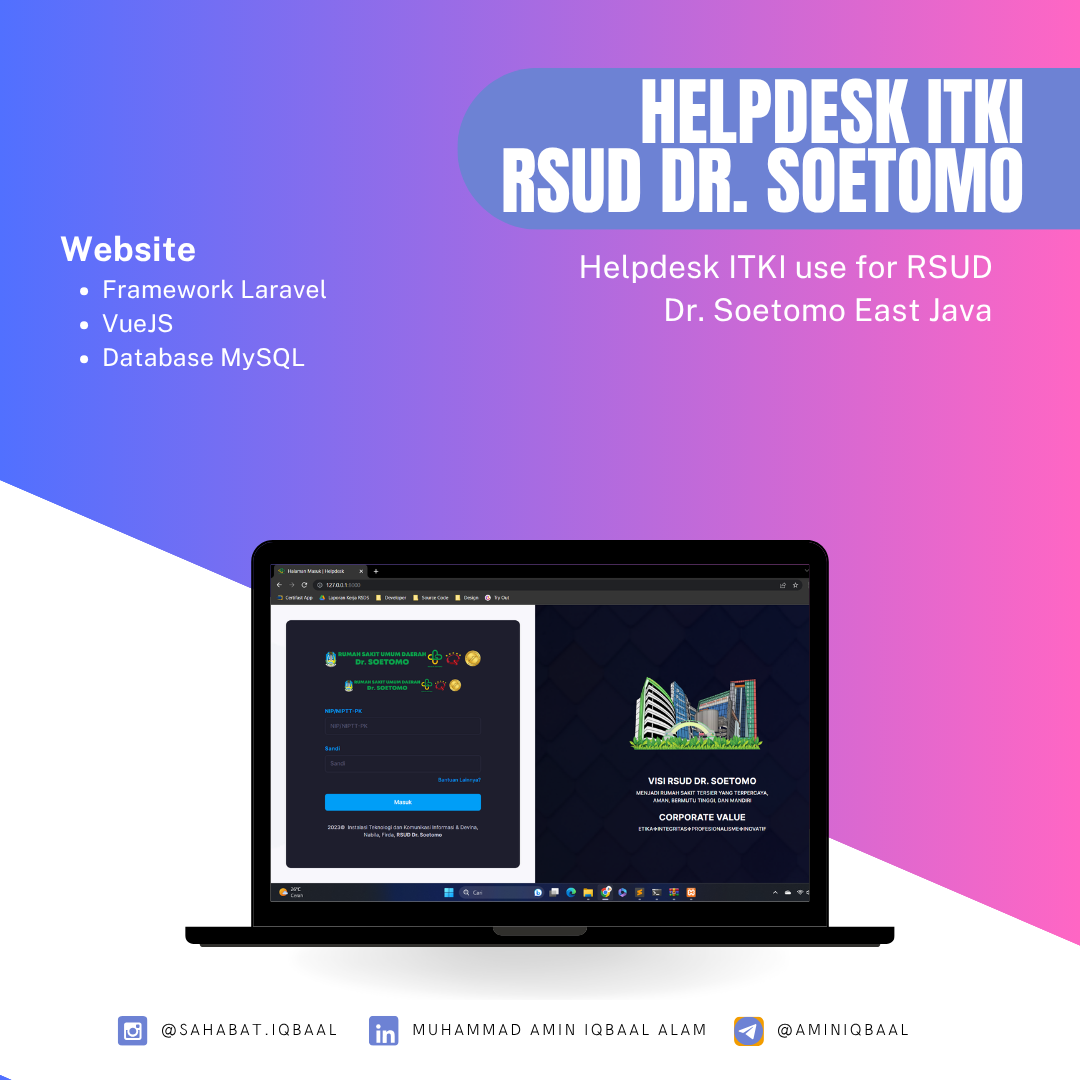 HELPDESK ITKI
RSUD DR. SOETOMO
Helpdesk ITKI use for RSUD
Dr. Soetomo East Java
Website
• Framework Laravel
• VueJS
• Database MySQL
Halaman Masuk | Helpdesk
127.0.0.1:8000
Certifast App
Laporan Kerja RSDS
Developer
Source Code
Design
Try Out
RUMAH SAKIT UMUM DAERAH
Dr. SOETOMO
RUMAH SAKIT UMUM DAERAH
Dr. SOETOMO
NIP/NIPTT-PK
NIP/NIPTT-PK
Sandi
Sandi
Bantuan Lainnya?
Masuk
2023© Instalasi Teknologi dan Komunikasi Informasi & Devina,
Nabila, Firda, RSUD Dr. Soetomo
VISI RSUD DR. SOETOMO
MENJADI RUMAH SAKIT TERSIER YANG TERPERCAYA,
AMAN, BERMUTU TINGGI, DAN MANDIRI
CORPORATE VALUE
ETIKA✚INTEGRITAS✚PROFESIONALISME✚INOVATIF
26°C
Cerah
Cari
@SAHABAT.IQBAAL
MUHAMMAD AMIN IQBAAL ALAM
@AMINIQBAAL